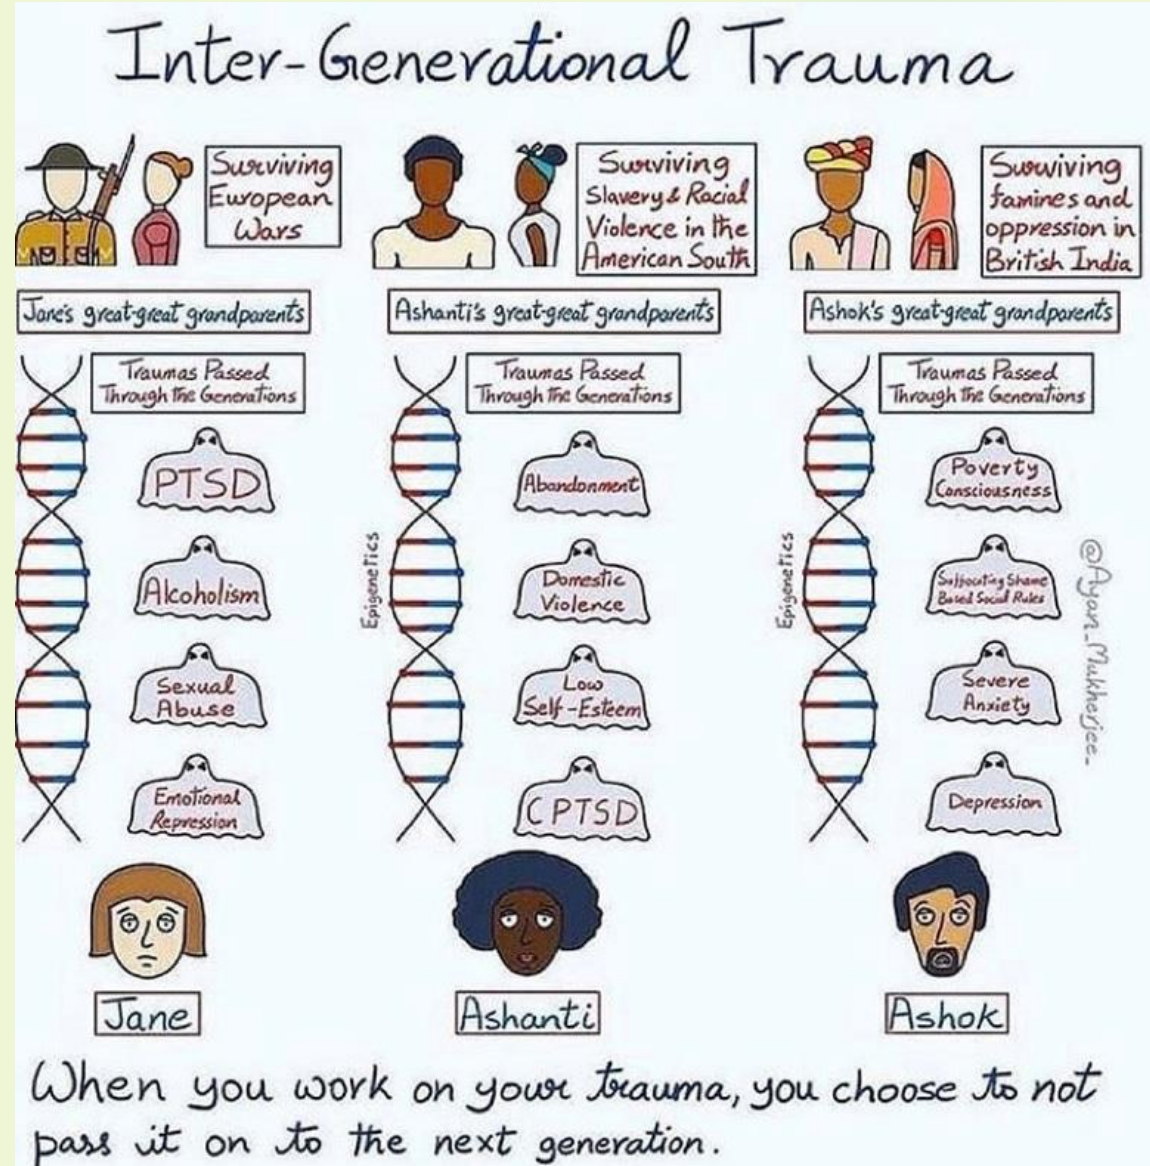 Inter-Generational Trauma
Surviving
European
Wars
Jane's great-great grandparents
Traumas Passed
Through the Generations
PTSD
Alcoholism
Sexual
Abuse
Emotional
Repression
Jane
Surviving
Slavery & Racial
Violence in the
American South
Ashanti's great-great grandparents
Traumas Passed
Through the Generations
Epigenetics
Abandonment
Domestic
Violence
Low
Self-Esteem
CPTSD
Ashanti
Surviving
famines and
oppression in
British India
Ashok's great-great grandparents
Traumas Passed
Through the Generations
Epigenetics
Poverty
Consciousness
Suffocating Shame
Based Social Rules
Severe
Anxiety
Depression
Ashok
@Ayan_Mukherjee_
When you work on your trauma, you choose to not
pass it on to the next generation.